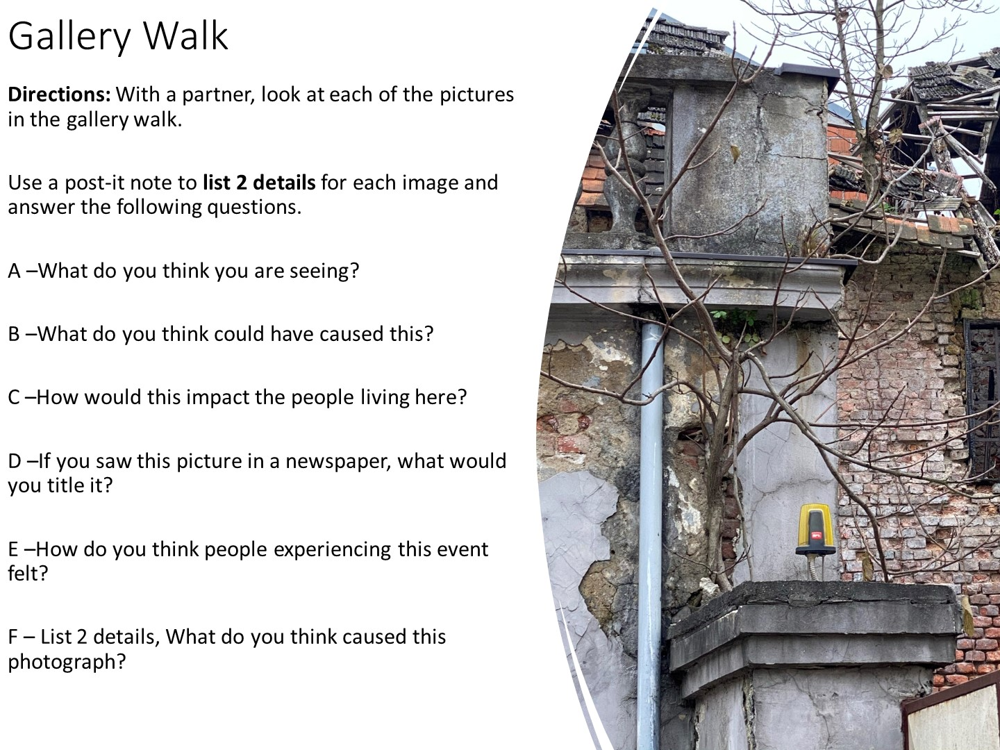 Gallery Walk
Directions: With a partner, look at each of the pictures
in the gallery walk.
Use a post-it note to list 2 details for each image and
answer the following questions.
A –What do you think you are seeing?
B –What do you think could have caused this?
C –How would this impact the people living here?
D –If you saw this picture in a newspaper, what would
you title it?
E –How do you think people experiencing this event
felt?
F – List 2 details, What do you think caused this
photograph?